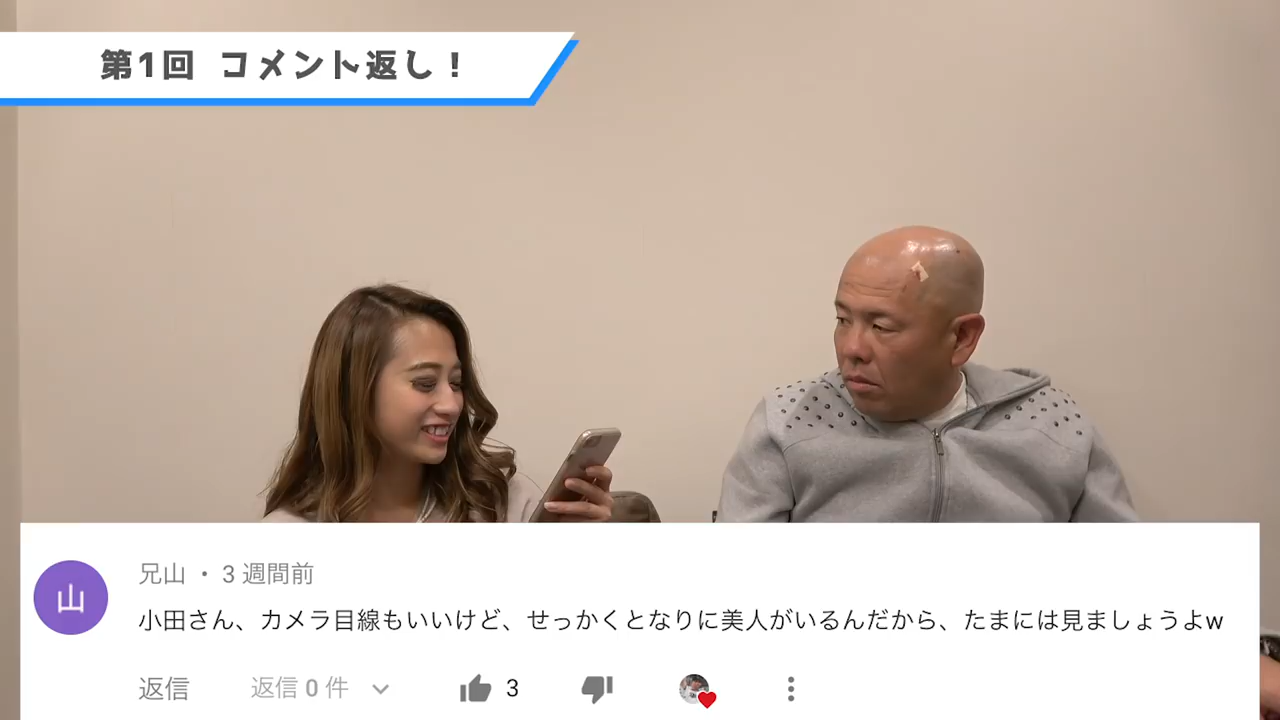 第1回 コメント返し！
山
兄山 ・ 3 週間前
小田さん、カメラ目線もいいけど、せっかくとなりに美人がいるんだから、たまには見ましょうよw
返信
返信 0 件
3